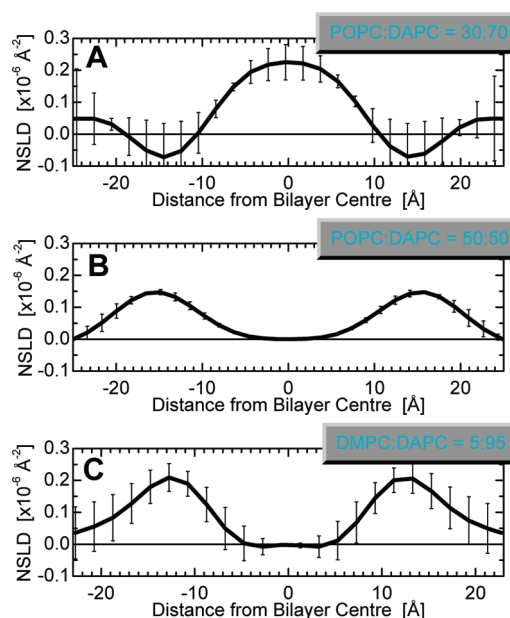 POPC:DAPC = 30:70
A
NSLD [x10⁻⁶ Å⁻²]
0.3
0.2
0.1
0.0
-0.1
-20 -10 0 10 20
Distance from Bilayer Centre [Å]
POPC:DAPC = 50:50
B
NSLD [x10⁻⁶ Å⁻²]
0.3
0.2
0.1
0.0
-0.1
-20 -10 0 10 20
Distance from Bilayer Centre [Å]
DMPC:DAPC = 5:95
C
NSLD [x10⁻⁶ Å⁻²]
0.3
0.2
0.1
0.0
-0.1
-20 -10 0 10 20
Distance from Bilayer Centre [Å]